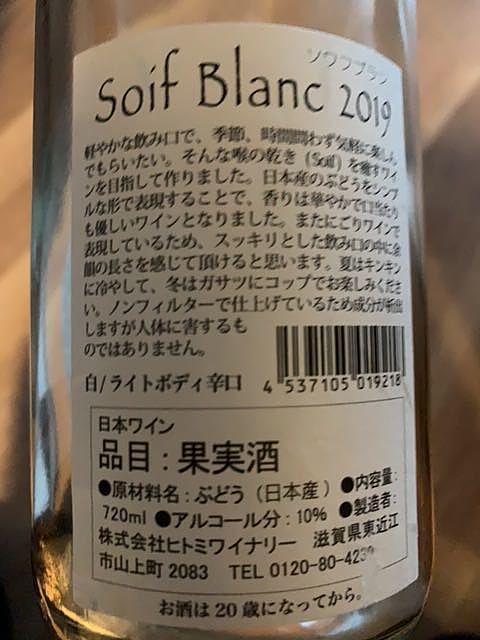 ソワフブラン
Soif Blanc 2019
軽やかな飲み口で、季節、時間問わず気軽に楽しん
でもらいたい。そんな喉の乾き（Soif）を癒すワイ
ンを目指して作りました。日本産のぶどうをシンプ
ルな形で表現することで、香りは華やかで口当たり
も優しいワインとなりました。またにごりワインで
表現しているため、スッキリとした飲み口の中に余
韻の長さを感じて頂けると思います。夏はキンキン
に冷やして、冬はガサツにコップでお楽しみくださ
い。ノンフィルターで仕上げているため成分が析出
しますが人体に害するも
のではありません。
白/ライトボディ辛口
4 537105 019218
日本ワイン
品目：果実酒
●原材料名：ぶどう（日本産）●内容量：
720ml ●アルコール分：10% ●製造者：
株式会社ヒトミワイナリー 滋賀県東近江
市山上町2083 TEL 0120-80-4239
お酒は20歳になってから。